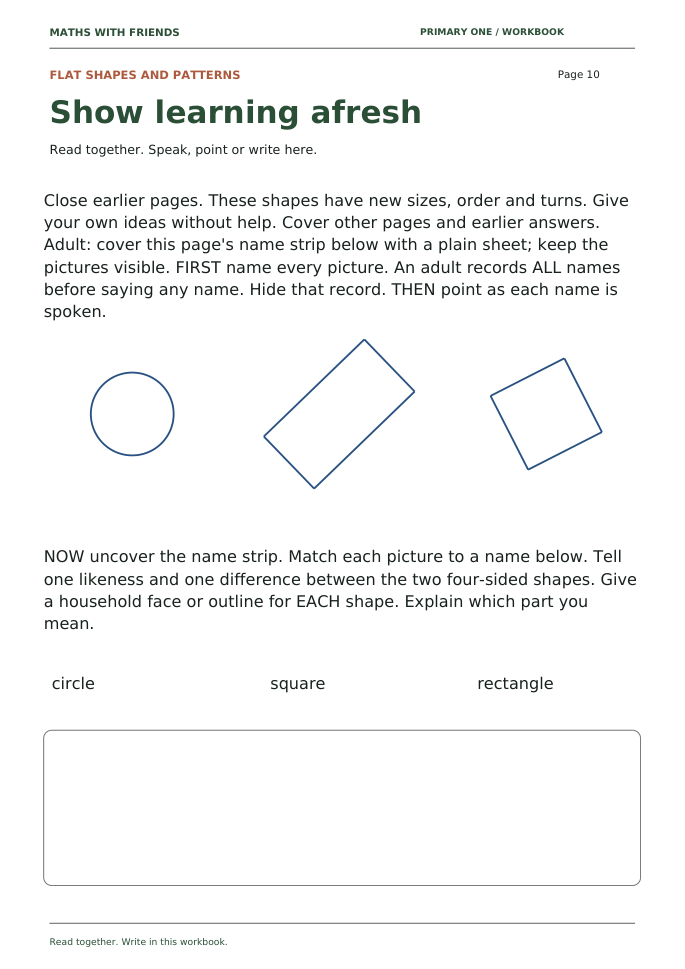 MATHS WITH FRIENDS
PRIMARY ONE / WORKBOOK
FLAT SHAPES AND PATTERNS
Page 10
Show learning afresh
Read together. Speak, point or write here.
Close earlier pages. These shapes have new sizes, order and turns. Give
your own ideas without help. Cover other pages and earlier answers.
Adult: cover this page's name strip below with a plain sheet; keep the
pictures visible. FIRST name every picture. An adult records ALL names
before saying any name. Hide that record. THEN point as each name is
spoken.
NOW uncover the name strip. Match each picture to a name below. Tell
one likeness and one difference between the two four-sided shapes. Give
a household face or outline for EACH shape. Explain which part you
mean.
circle
square
rectangle
Read together. Write in this workbook.